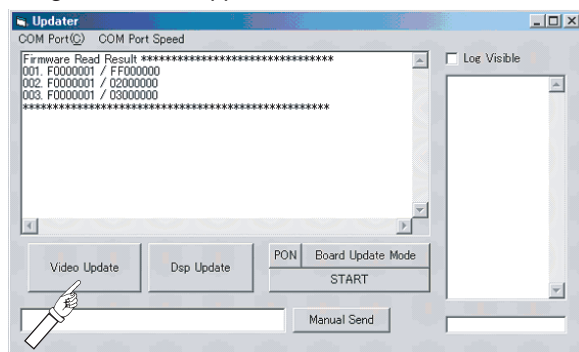 Updater
COM Port(C) COM Port Speed
Firmware Read Result **********************************
001. F0000001 / FF000000
002. F0000001 / 02000000
003. F0000001 / 03000000
*******************************************************
Log Visible
Video Update
Dsp Update
PON
Board Update Mode
START
Manual Send